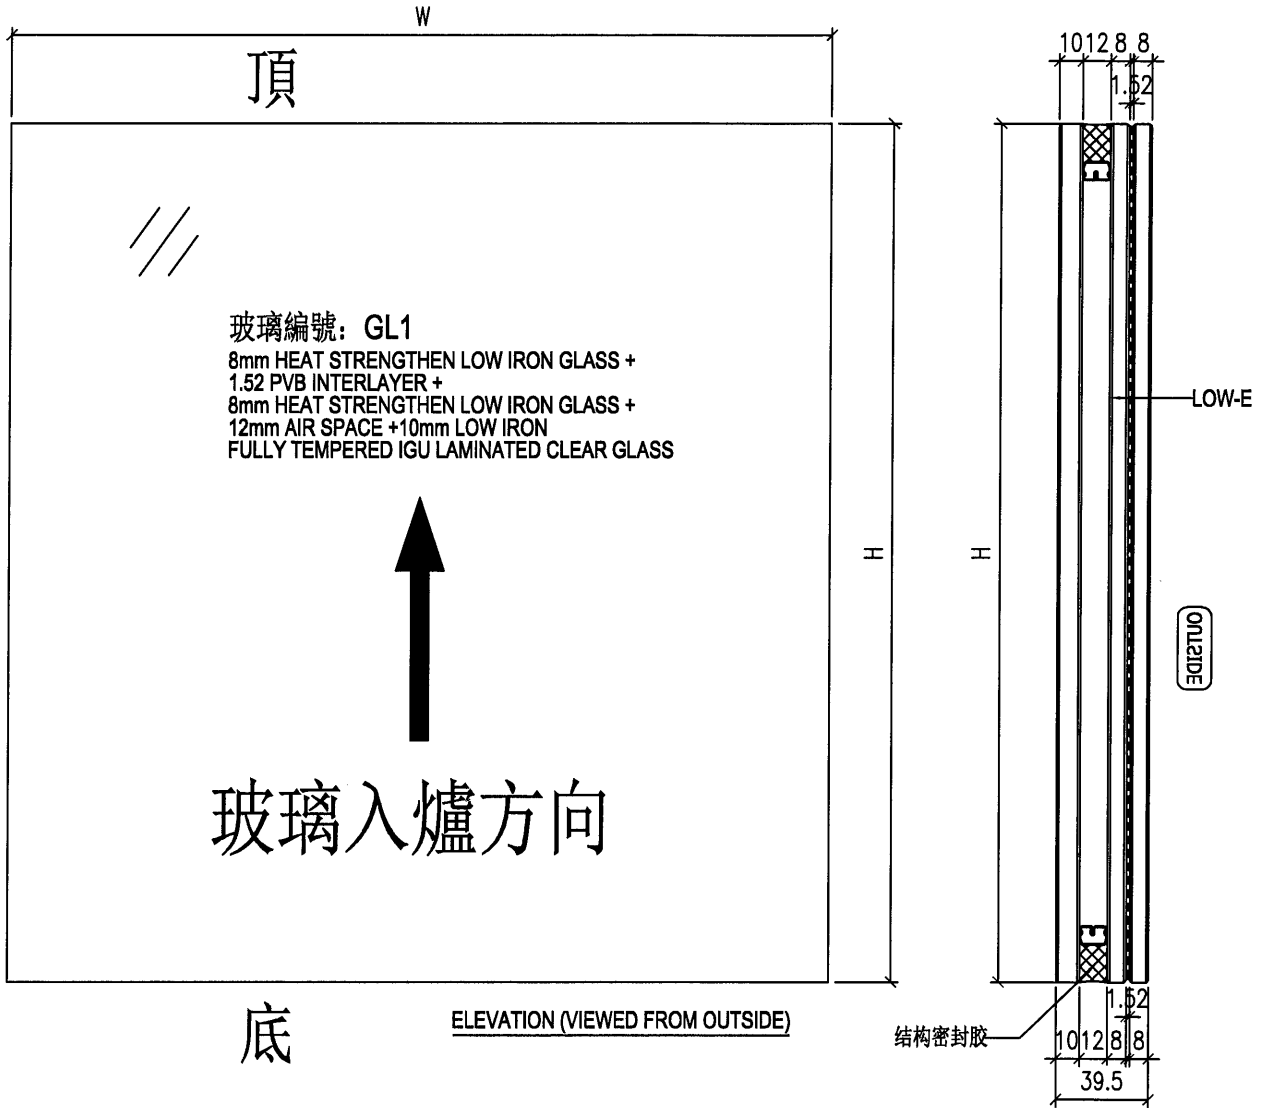 W
頂
玻璃編號：GL1
8mm HEAT STRENGTHEN LOW IRON GLASS +
1.52 PVB INTERLAYER +
8mm HEAT STRENGTHEN LOW IRON GLASS +
12mm AIR SPACE +10mm LOW IRON
FULLY TEMPERED IGU LAMINATED CLEAR GLASS
玻璃入爐方向
底
ELEVATION (VIEWED FROM OUTSIDE)
H
H
10 12 8 8
1.52
LOW-E
OUTSIDE
结构密封胶
1.52
10 12 8 8
39.5